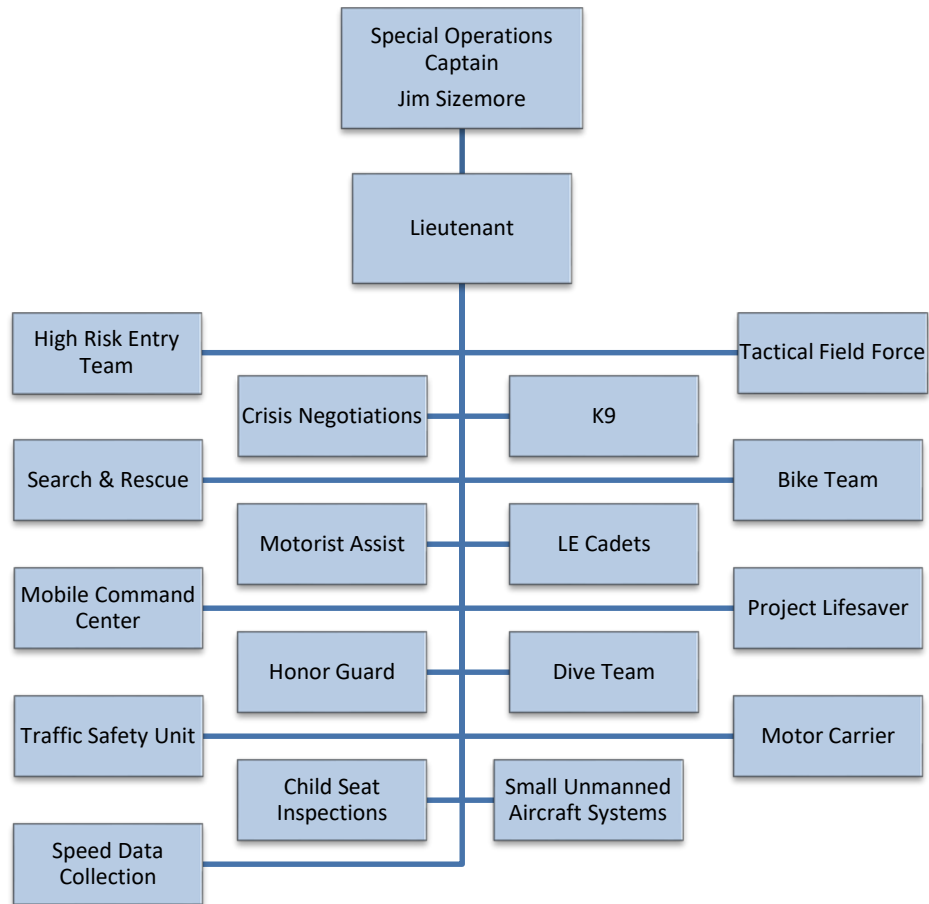 Special Operations
Captain
Jim Sizemore
Lieutenant
High Risk Entry
Team
Tactical Field Force
Crisis Negotiations
K9
Search & Rescue
Bike Team
Motorist Assist
LE Cadets
Mobile Command
Center
Project Lifesaver
Honor Guard
Dive Team
Traffic Safety Unit
Motor Carrier
Child Seat
Inspections
Small Unmanned
Aircraft Systems
Speed Data
Collection